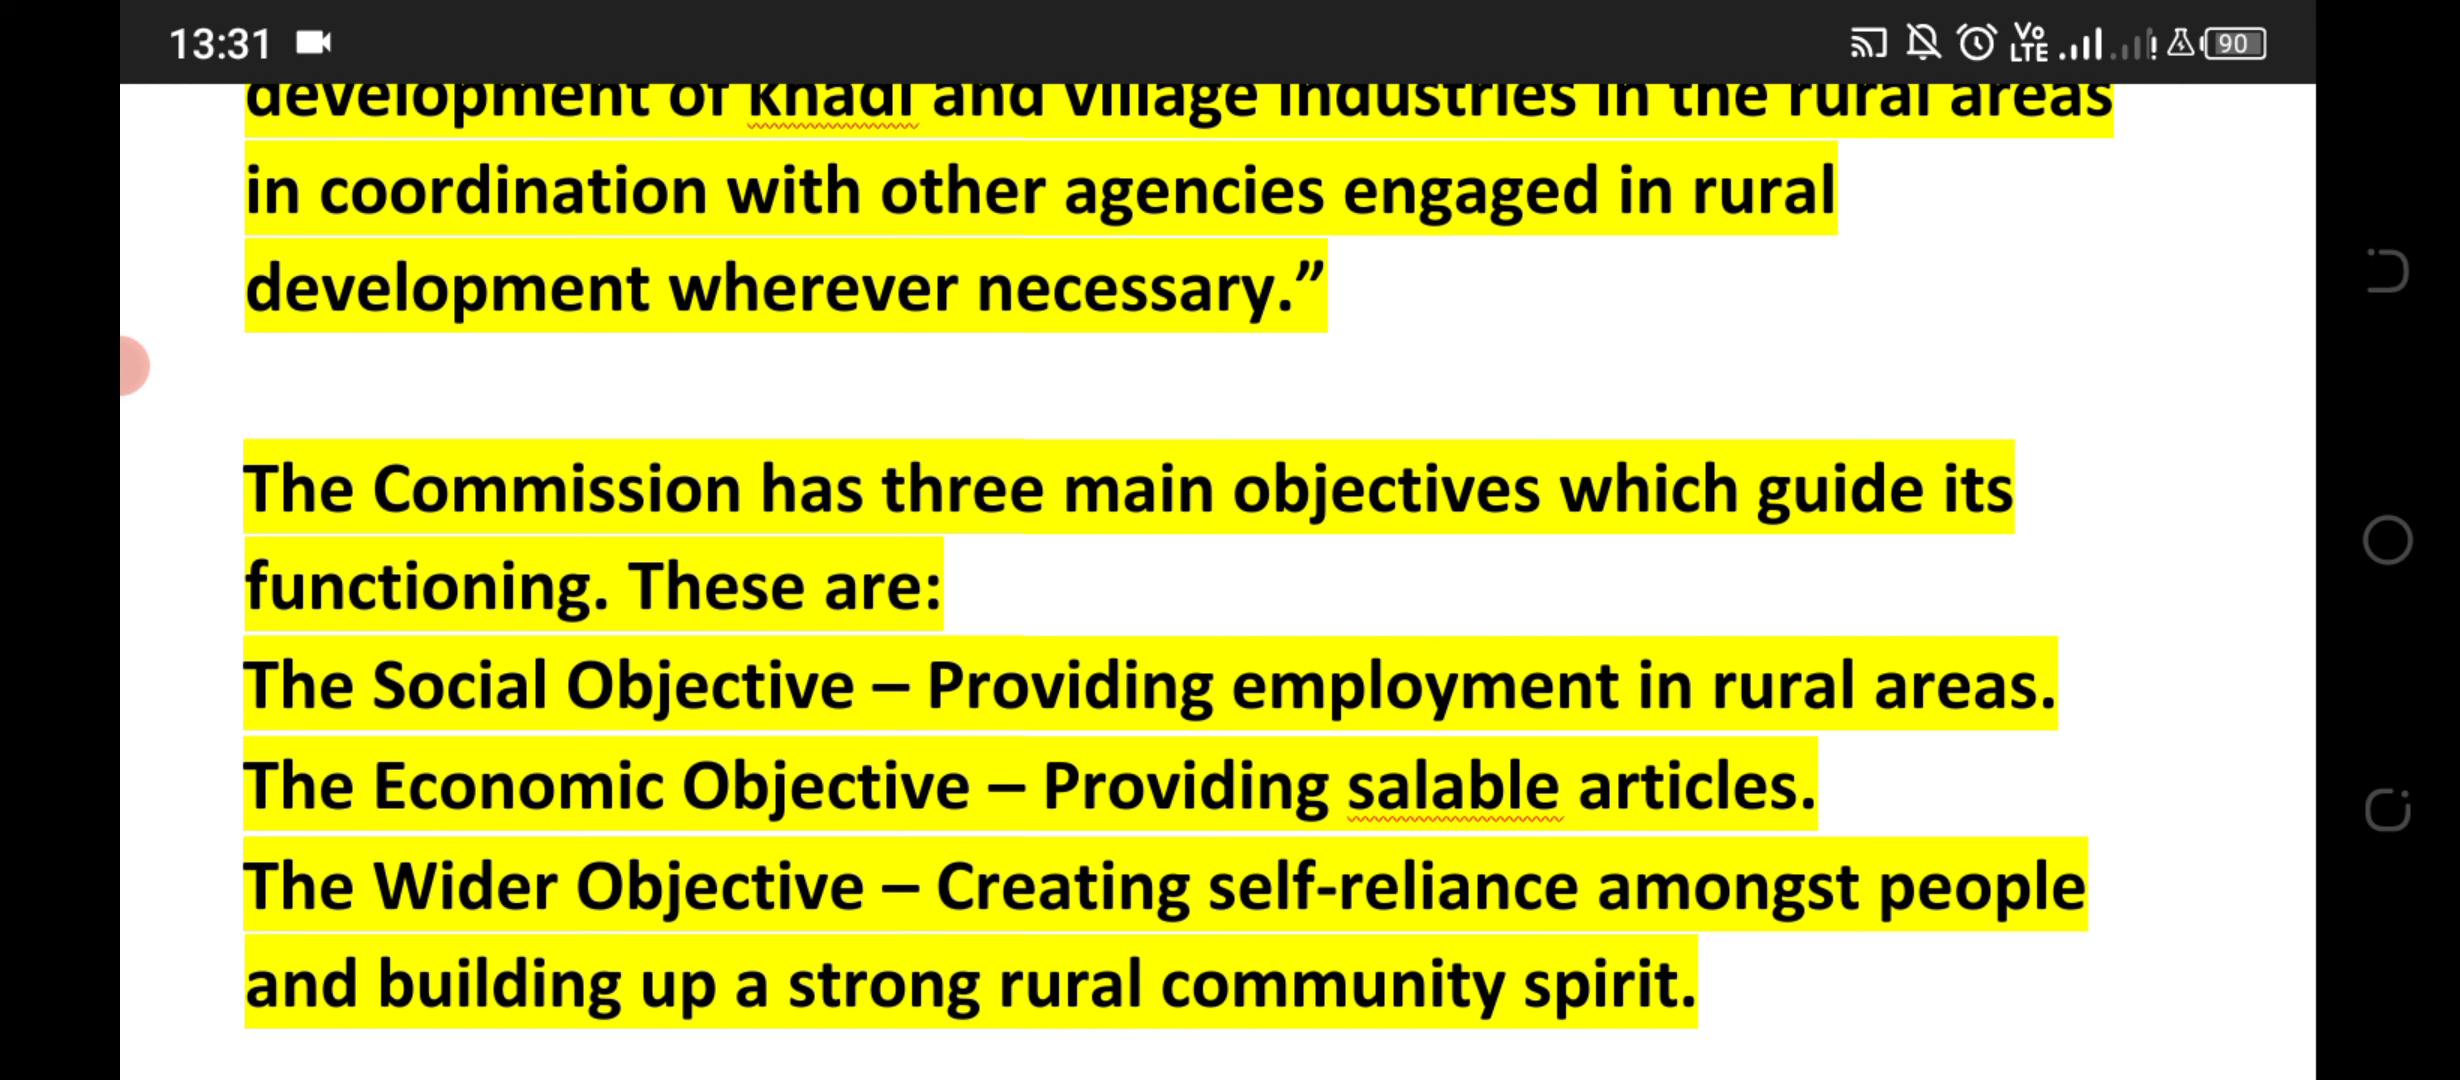 13:31
Vo LTE 90
development of khadi and village industries in the rural areas
in coordination with other agencies engaged in rural
development wherever necessary.”
The Commission has three main objectives which guide its
functioning. These are:
The Social Objective – Providing employment in rural areas.
The Economic Objective – Providing salable articles.
The Wider Objective – Creating self-reliance amongst people
and building up a strong rural community spirit.